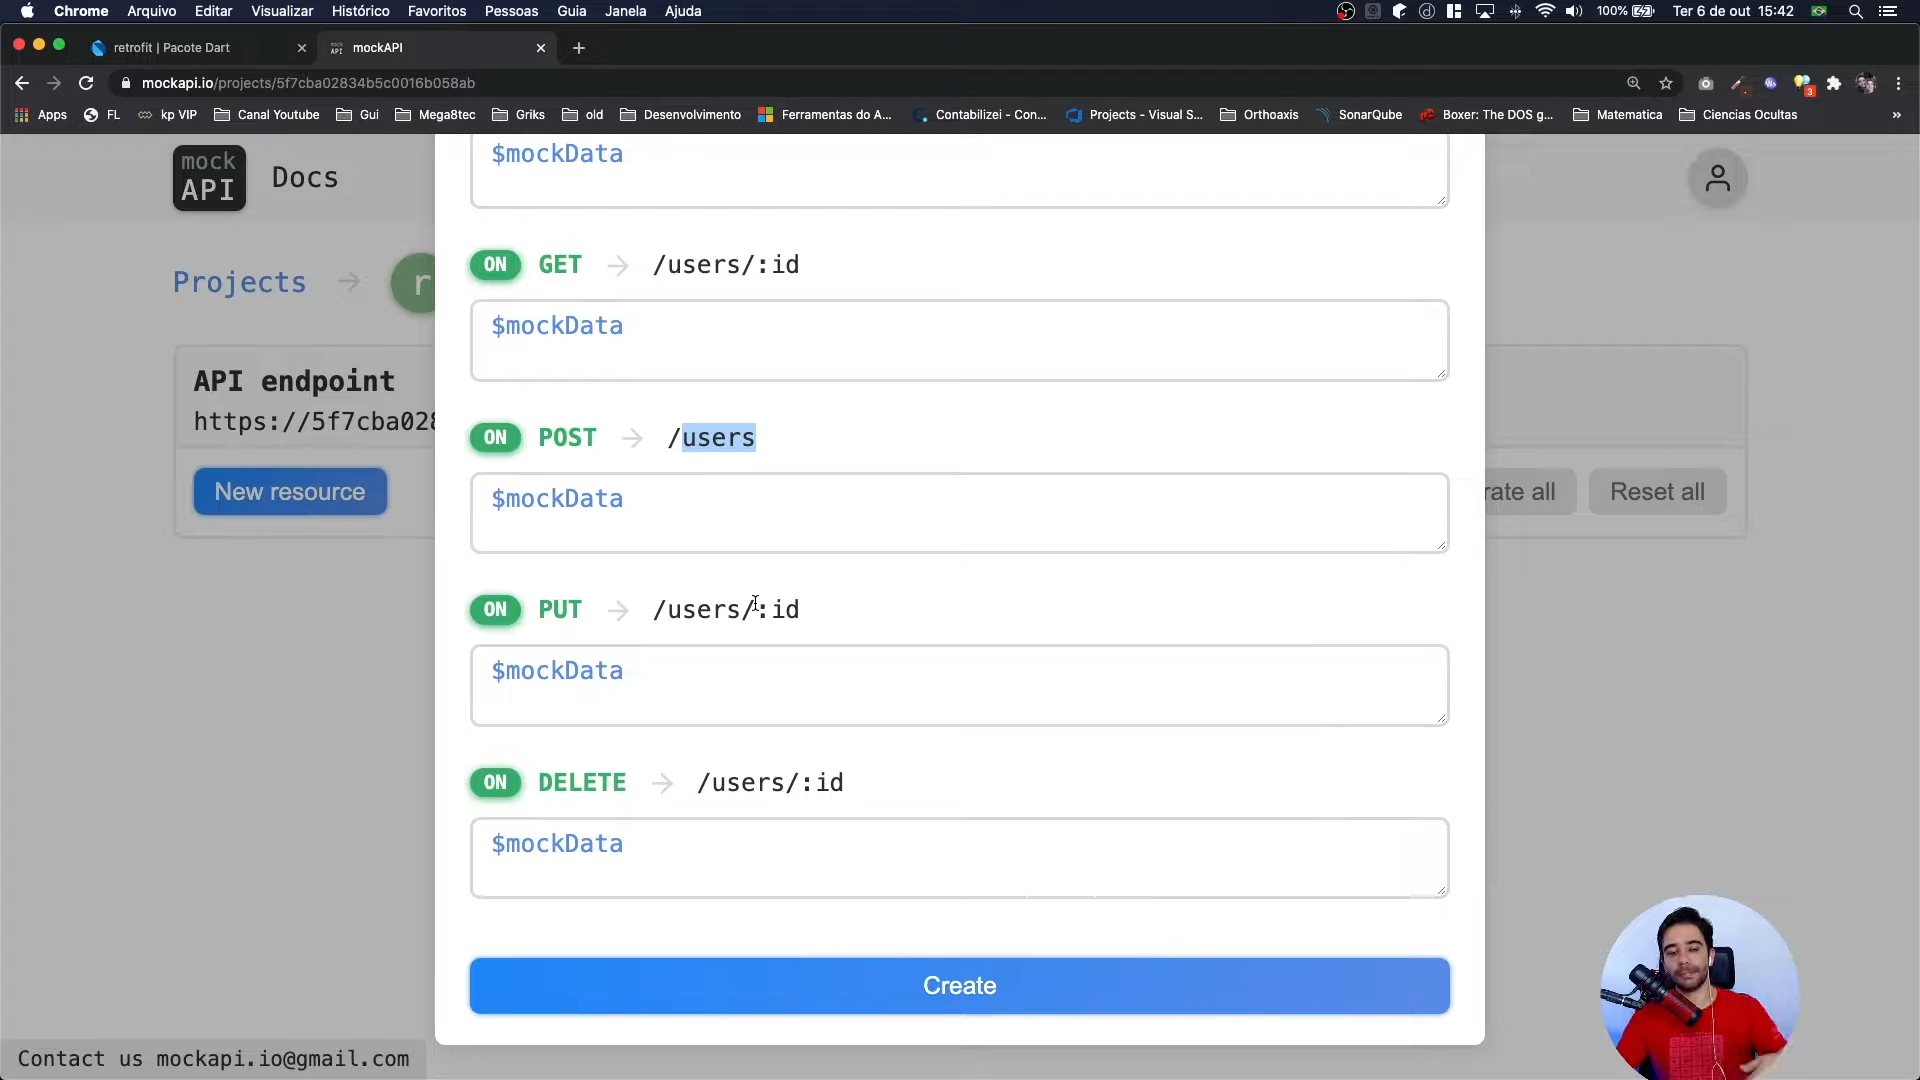 Chrome Arquivo Editar Visualizar Histórico Favoritos Pessoas Guia Janela Ajuda 100% Ter 6 de out 15:42
retrofit | Pacote Dart
mock API mockAPI
mockapi.io/projects/5f7cba02834b5c0016b058ab
3
Apps FL kp VIP Canal Youtube Gui Mega8tec Griks old Desenvolvimento Ferramentas do A... Contabilizei - Con... Projects - Visual S... Orthoaxis SonarQube Boxer: The DOS g... Matematica Ciencias Ocultas »
mock
API
Docs
Projects r
API endpoint
https://5f7cba028
New resource
rate all
Reset all
$mockData
ON GET /users/:id
$mockData
ON POST /users
$mockData
ON PUT /users/:id
$mockData
ON DELETE /users/:id
$mockData
Create
Contact us mockapi.io@gmail.com